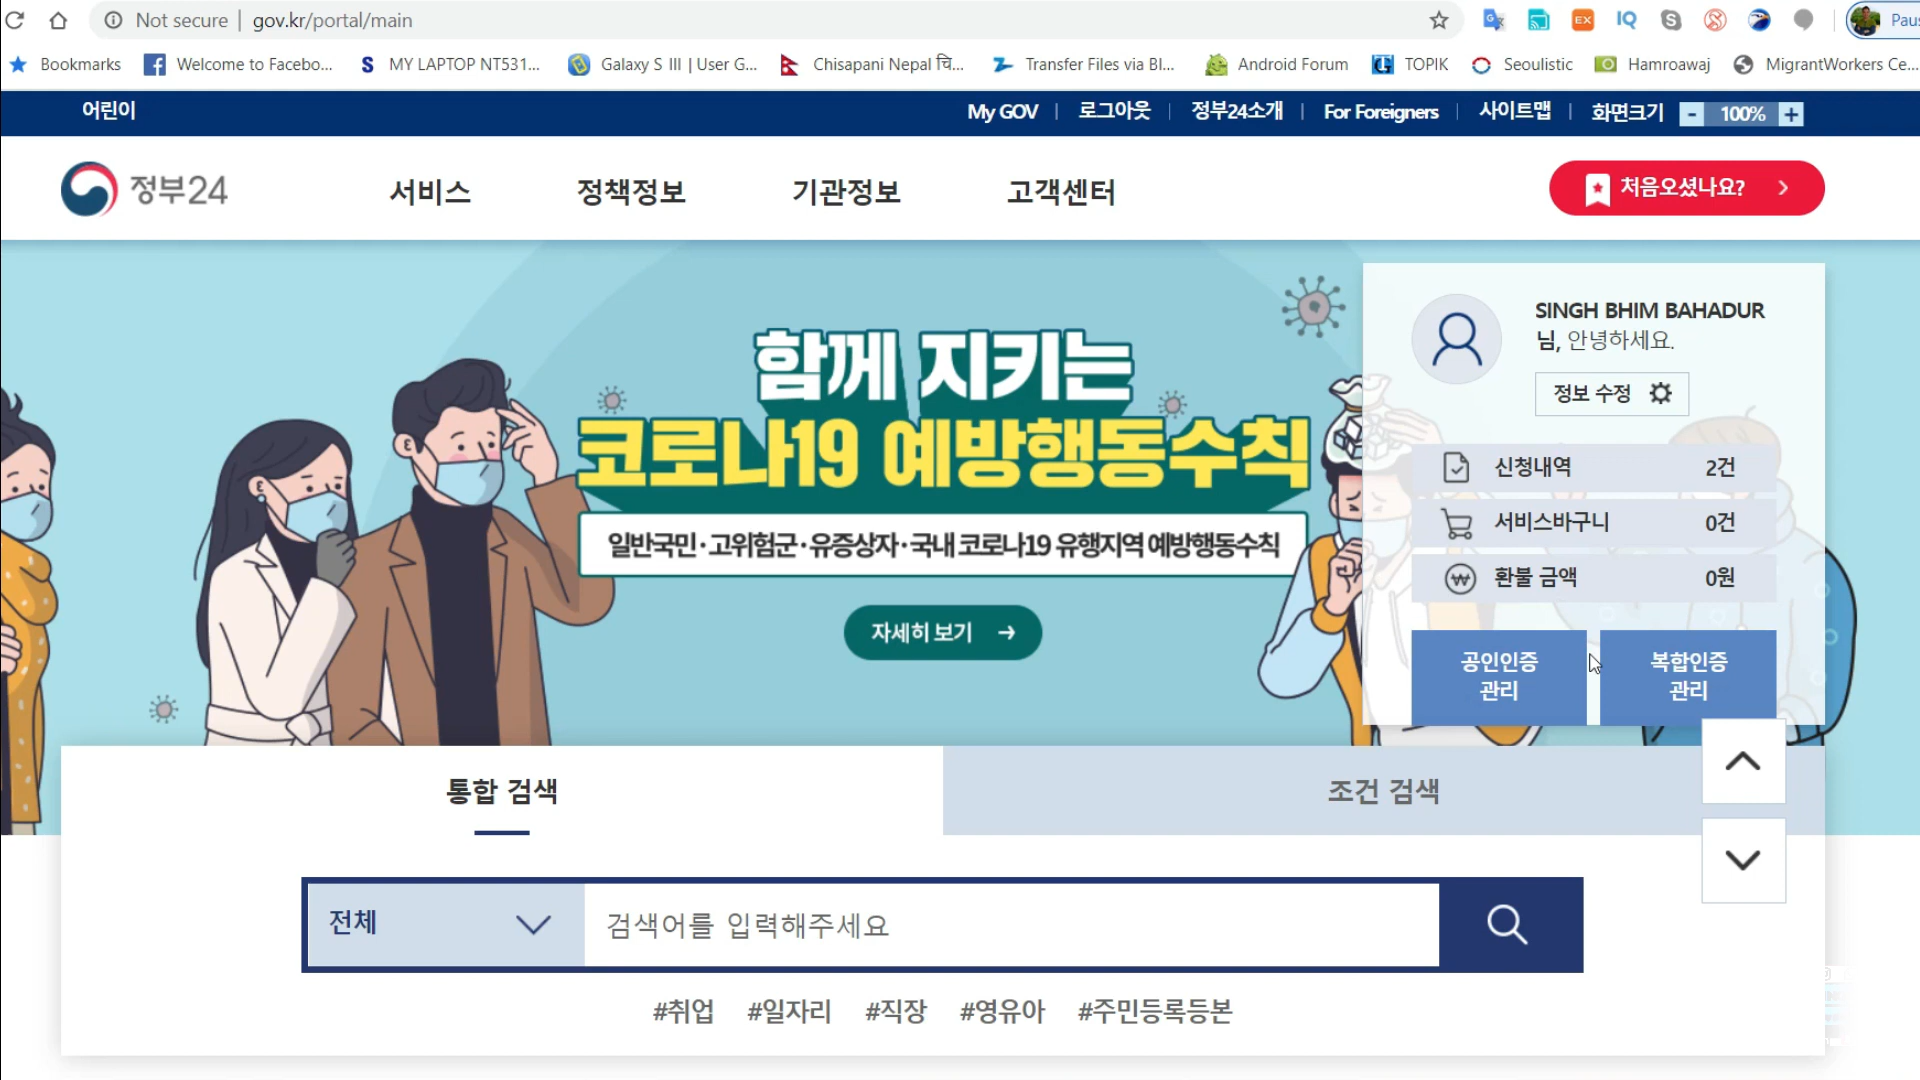 Not secure | gov.kr/portal/main
Paus
Bookmarks
Welcome to Facebo...
MY LAPTOP NT531...
Galaxy S III | User G...
Chisapani Nepal चि...
Transfer Files via Bl...
Android Forum
TOPIK
Seoulistic
Hamroawaj
MigrantWorkers Ce...
어린이
My GOV
로그아웃
정부24소개
For Foreigners
사이트맵
화면크기
- 100% +
정부24
서비스
정책정보
기관정보
고객센터
처음오셨나요?
함께 지키는
코로나19 예방행동수칙
일반국민·고위험군·유증상자·국내 코로나19 유행지역 예방행동수칙
자세히 보기 →
SINGH BHIM BAHADUR
님, 안녕하세요.
정보 수정
신청내역 2건
서비스바구니 0건
환불 금액 0원
공인인증
관리
복합인증
관리
통합 검색
조건 검색
전체
검색어를 입력해주세요
#취업 #일자리 #직장 #영유아 #주민등록등본